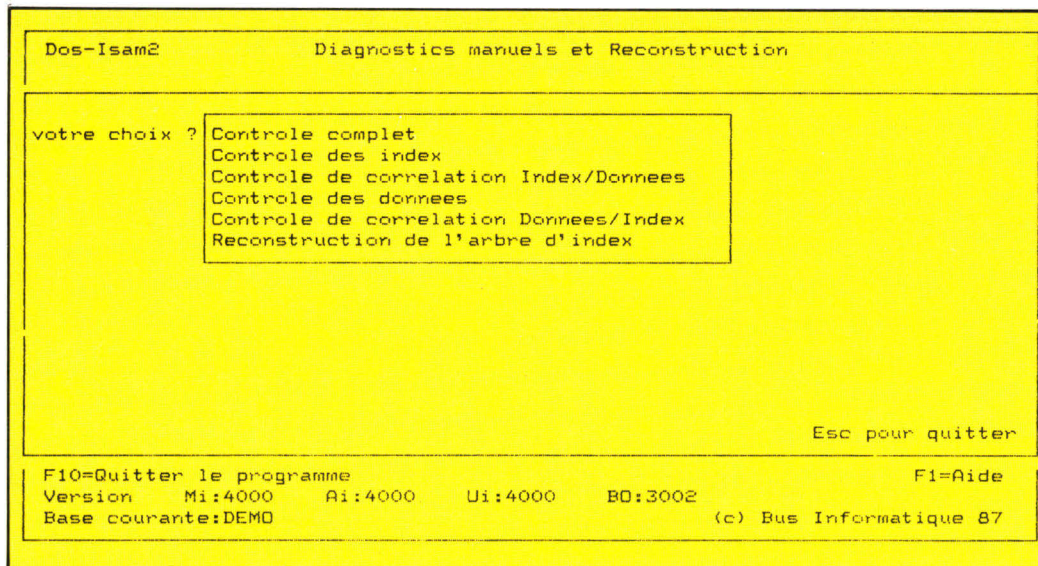 Dos-Isam2 Diagnostics manuels et Reconstruction
votre choix ? Controle complet
Controle des index
Controle de correlation Index/Donnees
Controle des donnees
Controle de correlation Donnees/Index
Reconstruction de l'arbre d'index
Esc pour quitter
F10=Quitter le programme F1=Aide
Version Mi:4000 Ai:4000 Ui:4000 BO:3002
Base courante:DEMO (c) Bus Informatique 87